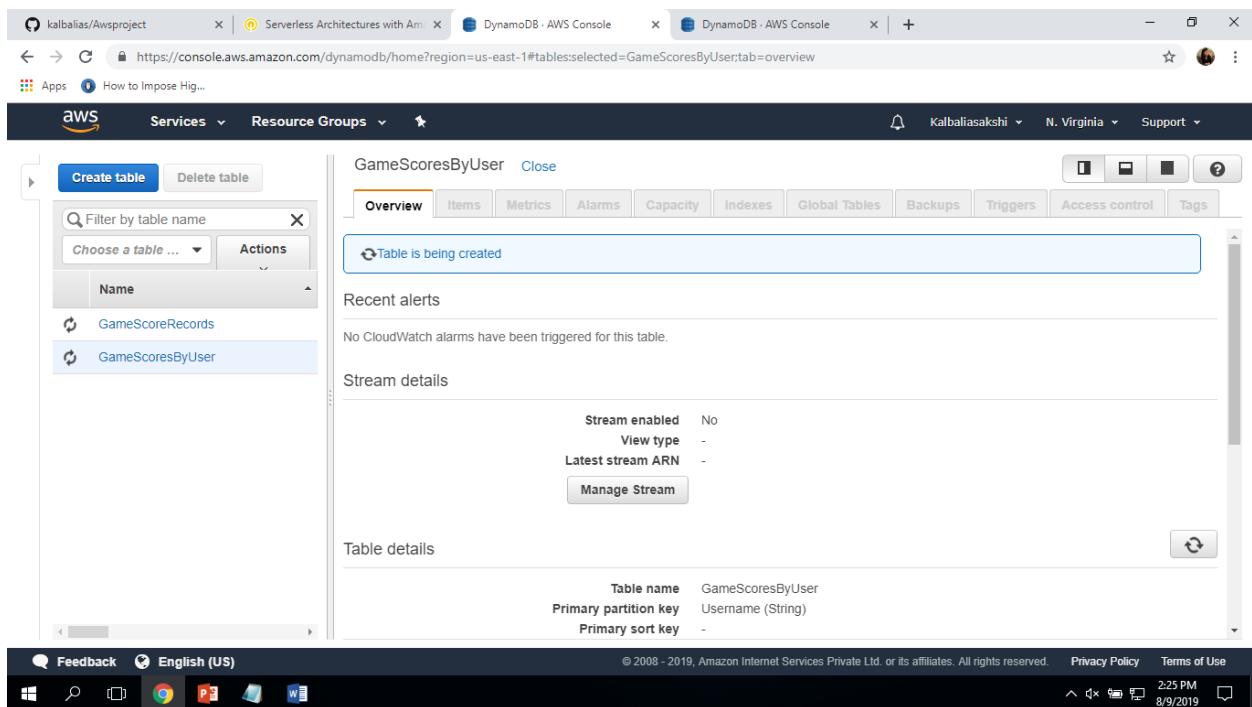 kalbalias/Awsproject
Serverless Architectures with Am
DynamoDB · AWS Console
DynamoDB · AWS Console
https://console.aws.amazon.com/dynamodb/home?region=us-east-1#tables:selected=GameScoresByUser;tab=overview
Apps How to Impose Hig...
aws Services Resource Groups Kalbaliasakshi N. Virginia Support
Create table Delete table
Filter by table name
Choose a table ... Actions
Name
GameScoreRecords
GameScoresByUser
GameScoresByUser Close
Overview Items Metrics Alarms Capacity Indexes Global Tables Backups Triggers Access control Tags
Table is being created
Recent alerts
No CloudWatch alarms have been triggered for this table.
Stream details
Stream enabled No
View type -
Latest stream ARN -
Manage Stream
Table details
Table name GameScoresByUser
Primary partition key Username (String)
Primary sort key -
Feedback English (US) © 2008 - 2019, Amazon Internet Services Private Ltd. or its affiliates. All rights reserved. Privacy Policy Terms of Use
2:25 PM
8/9/2019